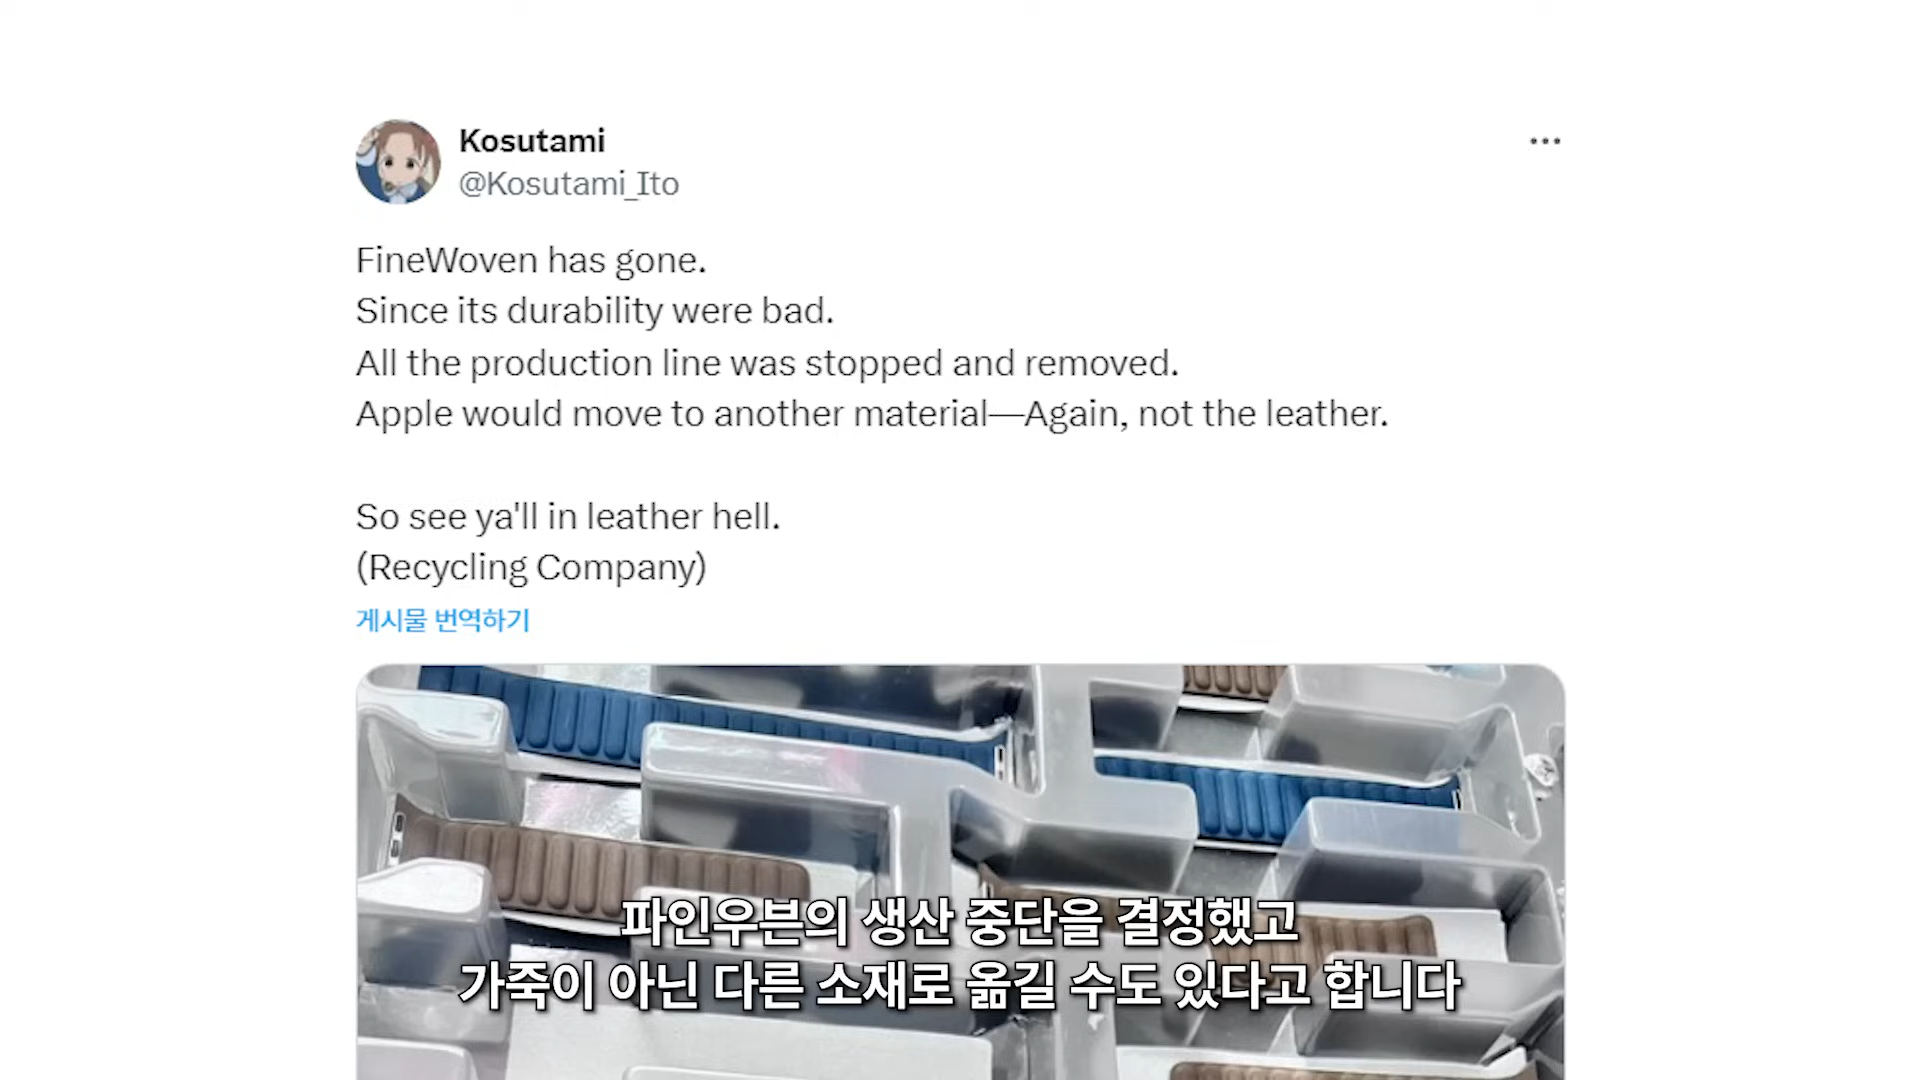 Kosutami
@Kosutami_Ito
FineWoven has gone.
Since its durability were bad.
All the production line was stopped and removed.
Apple would move to another material—Again, not the leather.
So see ya'll in leather hell.
(Recycling Company)
게시물 번역하기
파인우븐의 생산 중단을 결정했고
가죽이 아닌 다른 소재로 옮길 수도 있다고 합니다